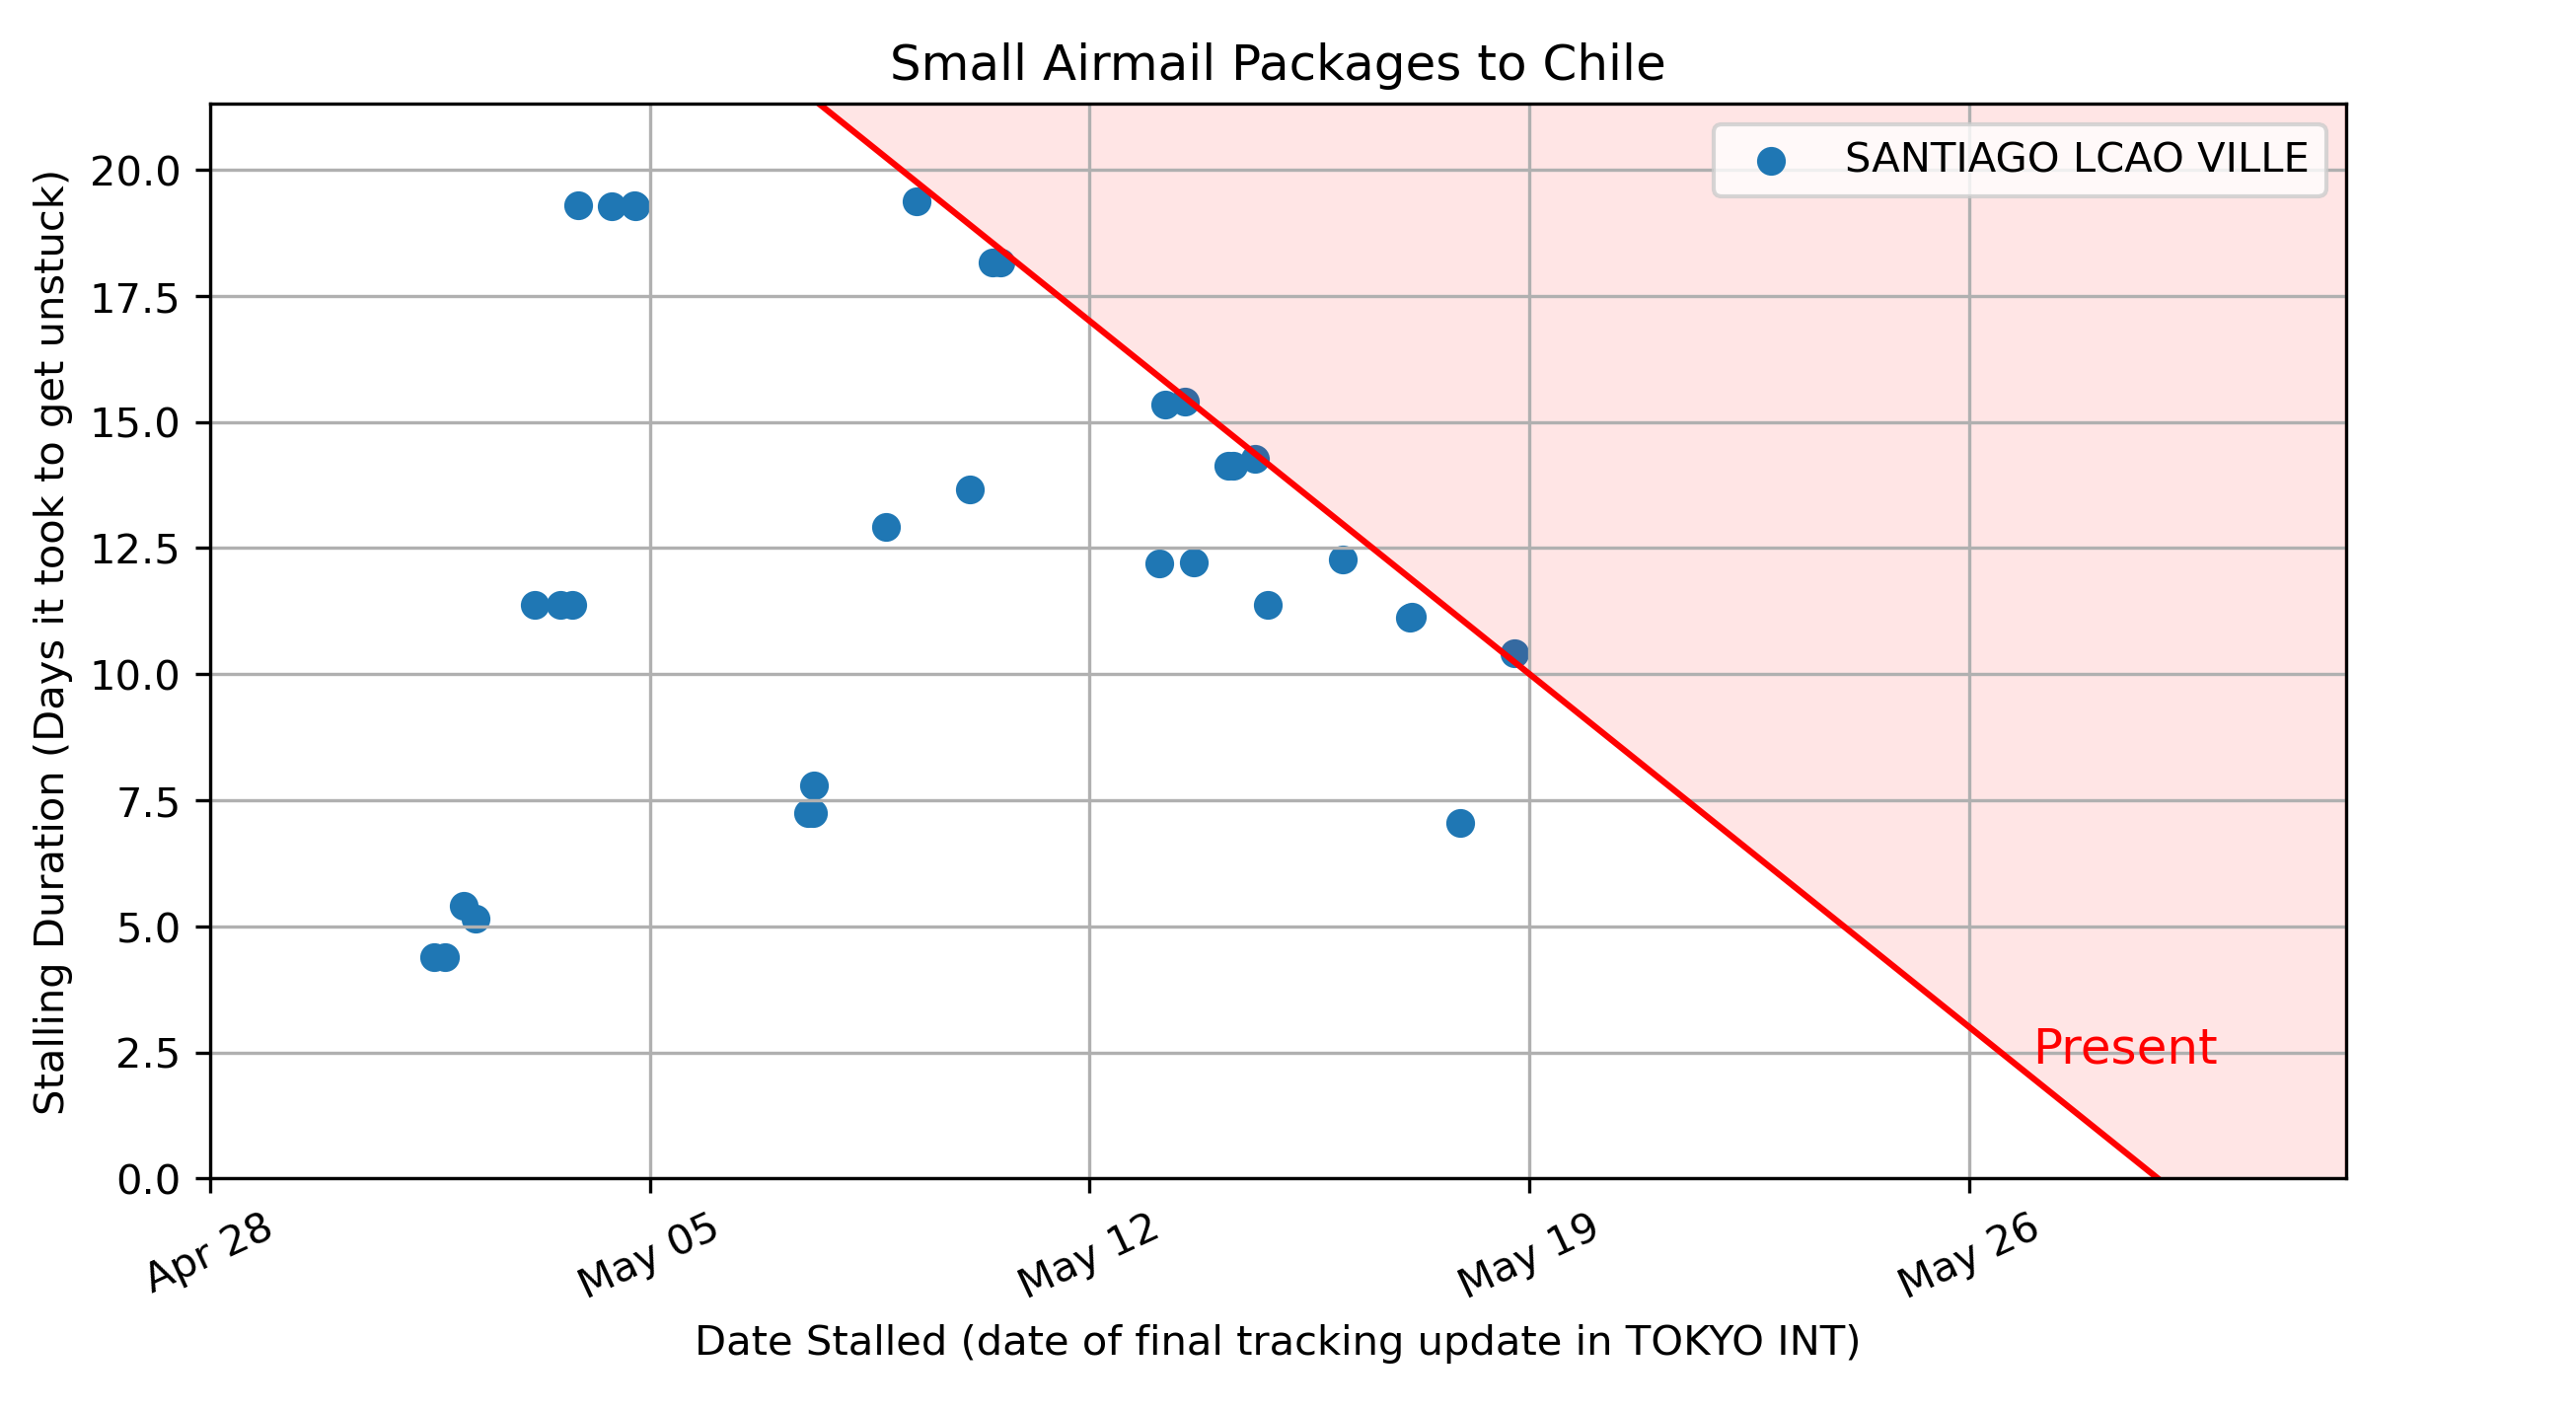 Small Airmail Packages to Chile
SANTIAGO LCAO VILLE
Stalling Duration (Days it took to get unstuck)
20.0
17.5
15.0
12.5
10.0
7.5
5.0
2.5
0.0
Present
Apr 28
May 05
May 12
May 19
May 26
Date Stalled (date of final tracking update in TOKYO INT)